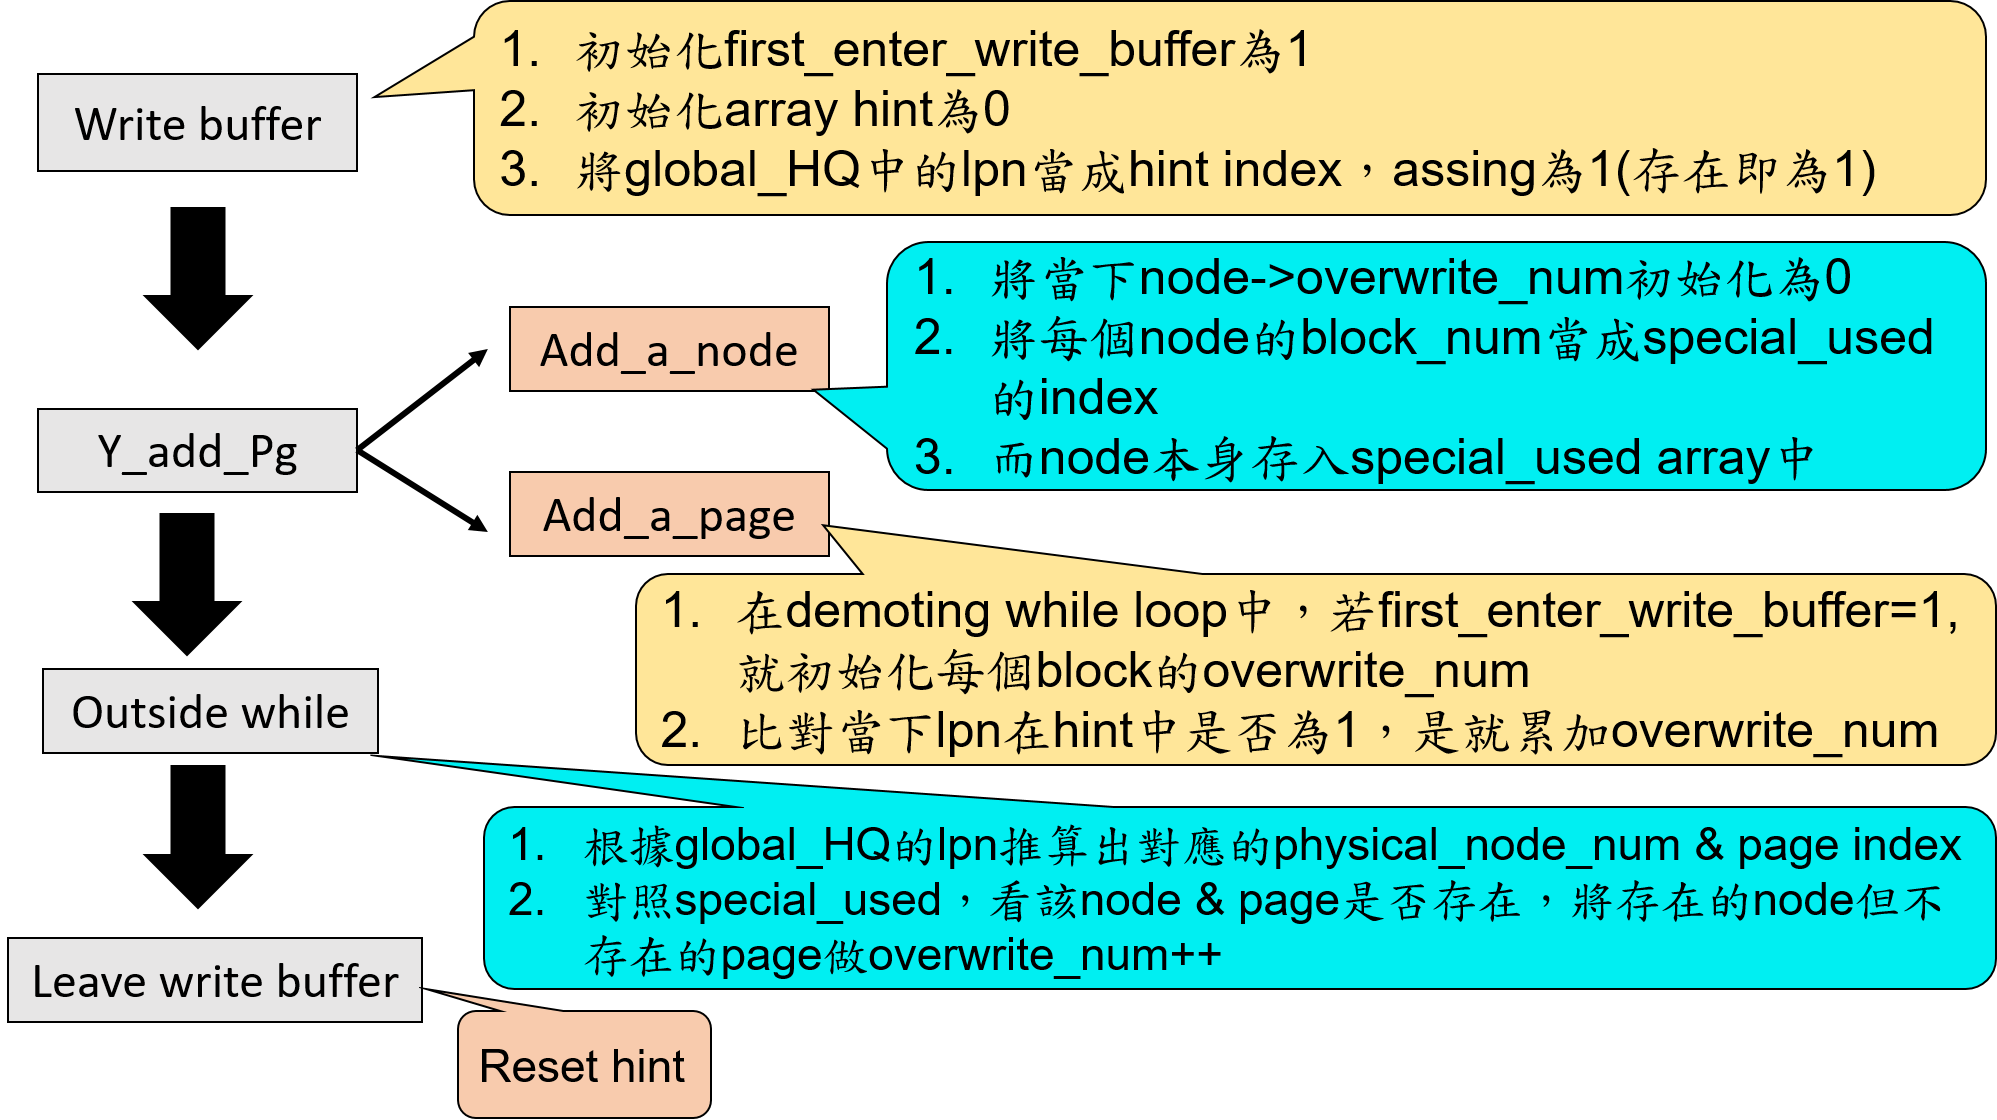 Write buffer
1. 初始化first_enter_write_buffer為1
2. 初始化array hint為0
3. 將global_HQ中的lpn當成hint index，assing為1(存在即為1)
Y_add_Pg
Add_a_node
1. 將當下node->overwrite_num初始化為0
2. 將每個node的block_num當成special_used
的index
3. 而node本身存入special_used array中
Add_a_page
1. 在demoting while loop中，若first_enter_write_buffer=1,
就初始化每個block的overwrite_num
2. 比對當下lpn在hint中是否為1，是就累加overwrite_num
Outside while
1. 根據global_HQ的lpn推算出對應的physical_node_num & page index
2. 對照special_used，看該node & page是否存在，將存在的node但不
存在的page做overwrite_num++
Leave write buffer
Reset hint